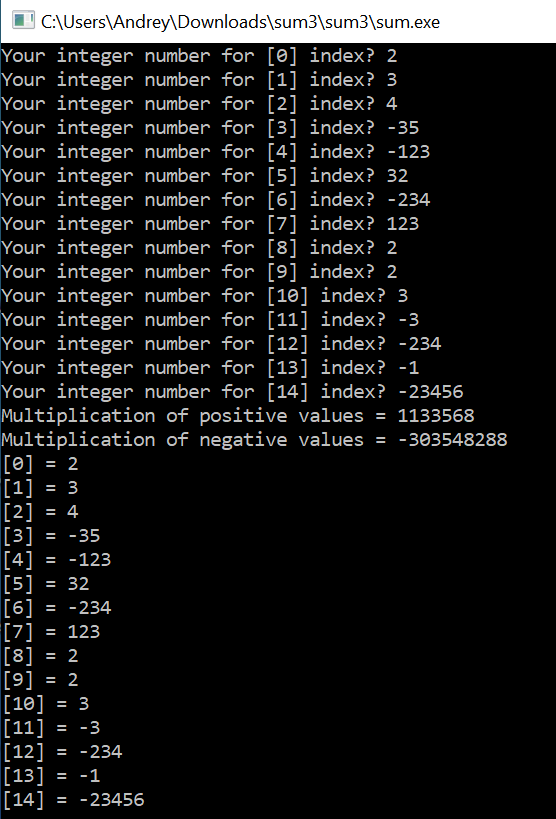 C:\Users\Andrey\Downloads\sum3\sum3\sum.exe
Your integer number for [0] index? 2
Your integer number for [1] index? 3
Your integer number for [2] index? 4
Your integer number for [3] index? -35
Your integer number for [4] index? -123
Your integer number for [5] index? 32
Your integer number for [6] index? -234
Your integer number for [7] index? 123
Your integer number for [8] index? 2
Your integer number for [9] index? 2
Your integer number for [10] index? 3
Your integer number for [11] index? -3
Your integer number for [12] index? -234
Your integer number for [13] index? -1
Your integer number for [14] index? -23456
Multiplication of positive values = 1133568
Multiplication of negative values = -303548288
[0] = 2
[1] = 3
[2] = 4
[3] = -35
[4] = -123
[5] = 32
[6] = -234
[7] = 123
[8] = 2
[9] = 2
[10] = 3
[11] = -3
[12] = -234
[13] = -1
[14] = -23456